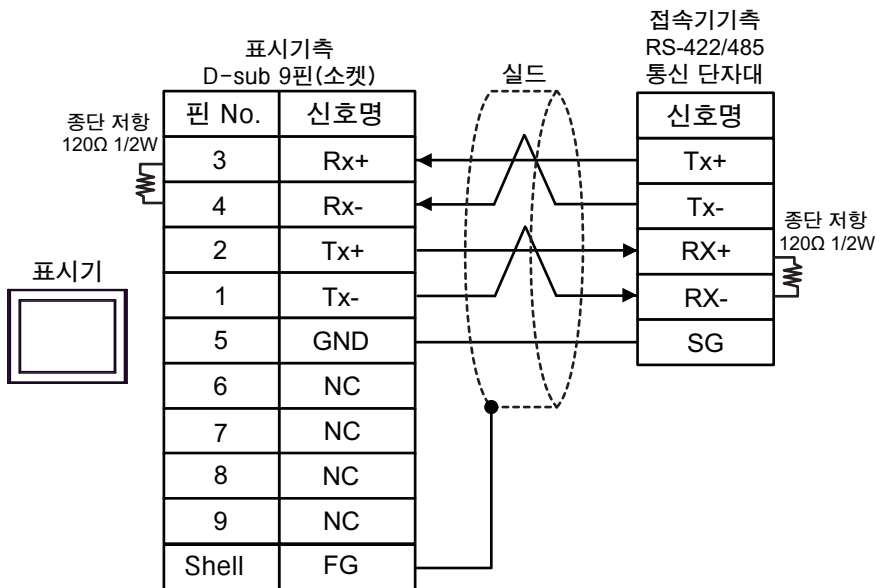 표시기측
D-sub 9핀(소켓)
실드
접속기기측
RS-422/485
통신 단자대
종단 저항
120Ω 1/2W
핀 No. 신호명
3 Rx+
4 Rx-
2 Tx+
1 Tx-
5 GND
6 NC
7 NC
8 NC
9 NC
Shell FG
표시기
신호명
Tx+
Tx-
RX+
RX-
SG
종단 저항
120Ω 1/2W